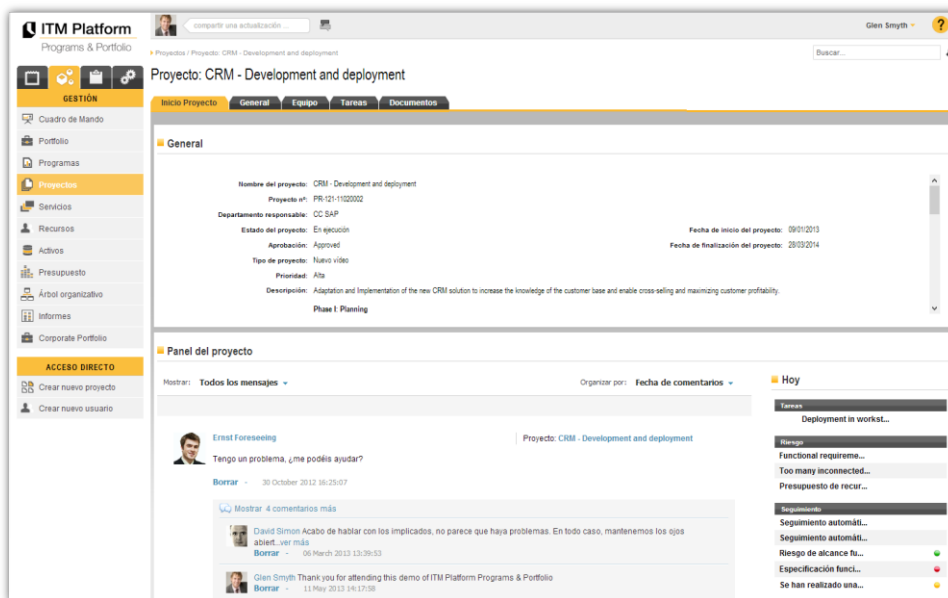 ITM Platform
Programs & Portfolio
compartir una actualización ...
Glen Smyth
?
Proyectos / Proyecto: CRM - Development and deployment
Buscar...
Proyecto: CRM - Development and deployment
Inicio Proyecto
General
Equipo
Tareas
Documentos
GESTIÓN
Cuadro de Mando
Portfolio
Programas
Proyectos
Servicios
Recursos
Activos
Presupuesto
Árbol organizativo
Informes
Corporate Portfolio
ACCESO DIRECTO
Crear nuevo proyecto
Crear nuevo usuario
General
Nombre del proyecto: CRM - Development and deployment
Proyecto nº: PR-121-11020002
Departamento responsable: CC SAP
Estado del proyecto: En ejecución
Fecha de inicio del proyecto: 09/01/2013
Aprobación: Approved
Fecha de finalización del proyecto: 28/03/2014
Tipo de proyecto: Nuevo vídeo
Prioridad: Alta
Descripción: Adaptation and Implementation of the new CRM solution to increase the knowledge of the customer base and enable cross-selling and maximizing customer profitability.
Phase I: Planning
Panel del proyecto
Mostrar: Todos los mensajes
Organizar por: Fecha de comentarios
Ernst Foreseeing
Proyecto: CRM - Development and deployment
Tengo un problema, ¿me podéis ayudar?
Borrar - 30 October 2012 16:25:07
Mostrar 4 comentarios más
David Simon Acabo de hablar con los implicados, no parece que haya problemas. En todo caso, mantenemos los ojos
abiert...ver más
Borrar - 06 March 2013 13:39:53
Glen Smyth Thank you for attending this demo of ITM Platform Programs & Portfolio
Borrar - 11 May 2013 14:17:58
Hoy
Tareas
Deployment in workst...
Riesgo
Functional requireme...
Too many inconnected...
Presupuesto de recur...
Seguimiento
Seguimiento automáti...
Seguimiento automáti...
Riesgo de alcance fu...
Especificación funci...
Se han realizado una...